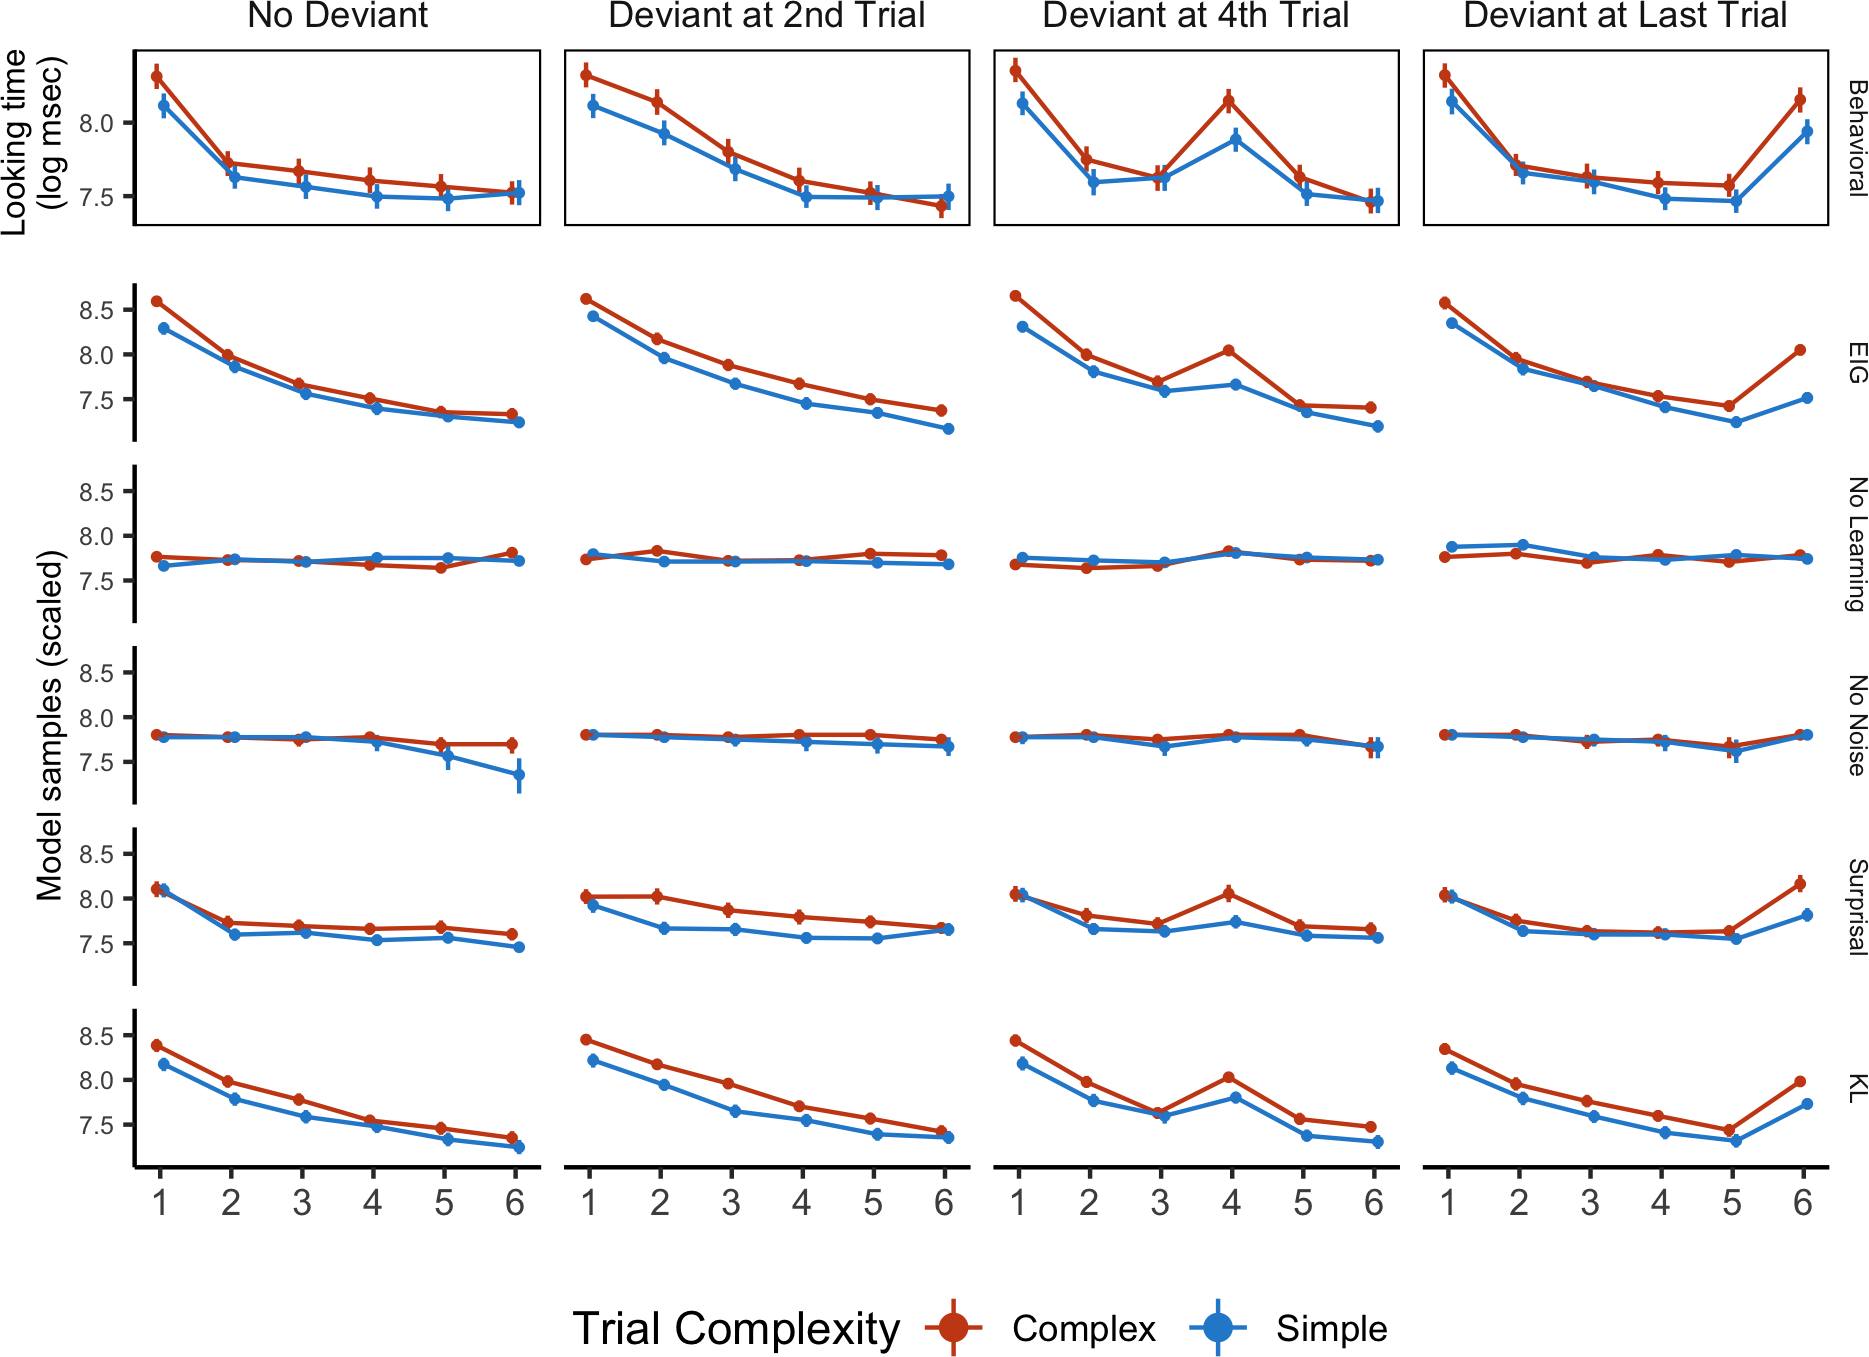 No Deviant
Deviant at 2nd Trial
Deviant at 4th Trial
Deviant at Last Trial
Looking time
(log msec)
8.0
7.5
Behavioral
Model samples (scaled)
8.5
8.0
7.5
EIG
8.5
8.0
7.5
No Learning
8.5
8.0
7.5
No Noise
8.5
8.0
7.5
Surprisal
8.5
8.0
7.5
KL
1 2 3 4 5 6
1 2 3 4 5 6
1 2 3 4 5 6
1 2 3 4 5 6
Trial Complexity Complex Simple